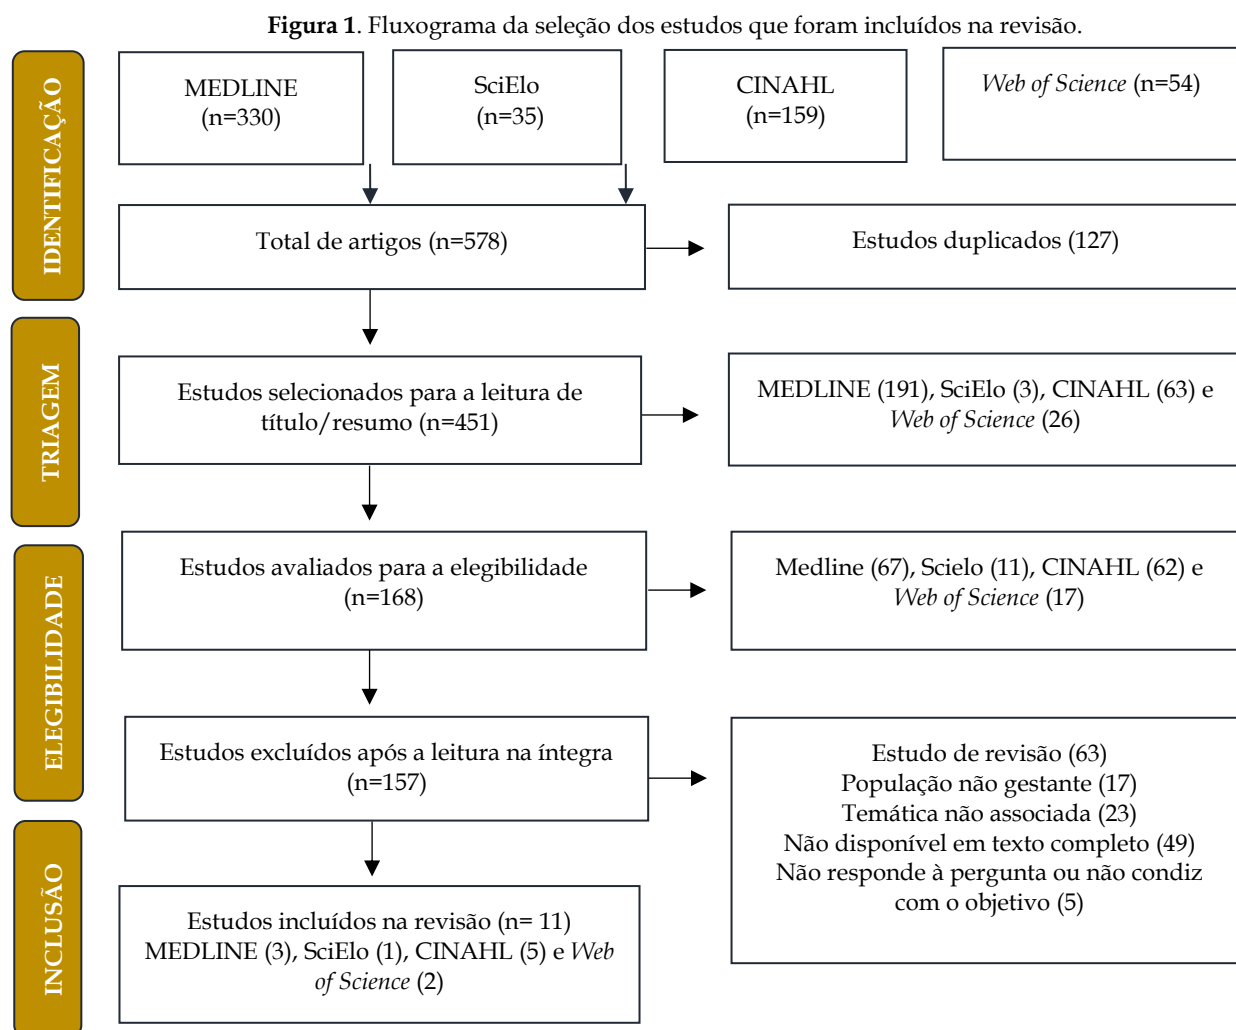 Figura 1. Fluxograma da seleção dos estudos que foram incluídos na revisão.
IDENTIFICAÇÃO
MEDLINE
(n=330)
SciElo
(n=35)
CINAHL
(n=159)
Web of Science (n=54)
Total de artigos (n=578)
Estudos duplicados (127)
TRIAGEM
Estudos selecionados para a leitura de
título/resumo (n=451)
MEDLINE (191), SciElo (3), CINAHL (63) e
Web of Science (26)
ELEGIBILIDADE
Estudos avaliados para a elegibilidade
(n=168)
Medline (67), Scielo (11), CINAHL (62) e
Web of Science (17)
Estudos excluídos após a leitura na íntegra
(n=157)
Estudo de revisão (63)
População não gestante (17)
Temática não associada (23)
Não disponível em texto completo (49)
Não responde à pergunta ou não condiz
com o objetivo (5)
INCLUSÃO
Estudos incluídos na revisão (n= 11)
MEDLINE (3), SciElo (1), CINAHL (5) e Web
of Science (2)